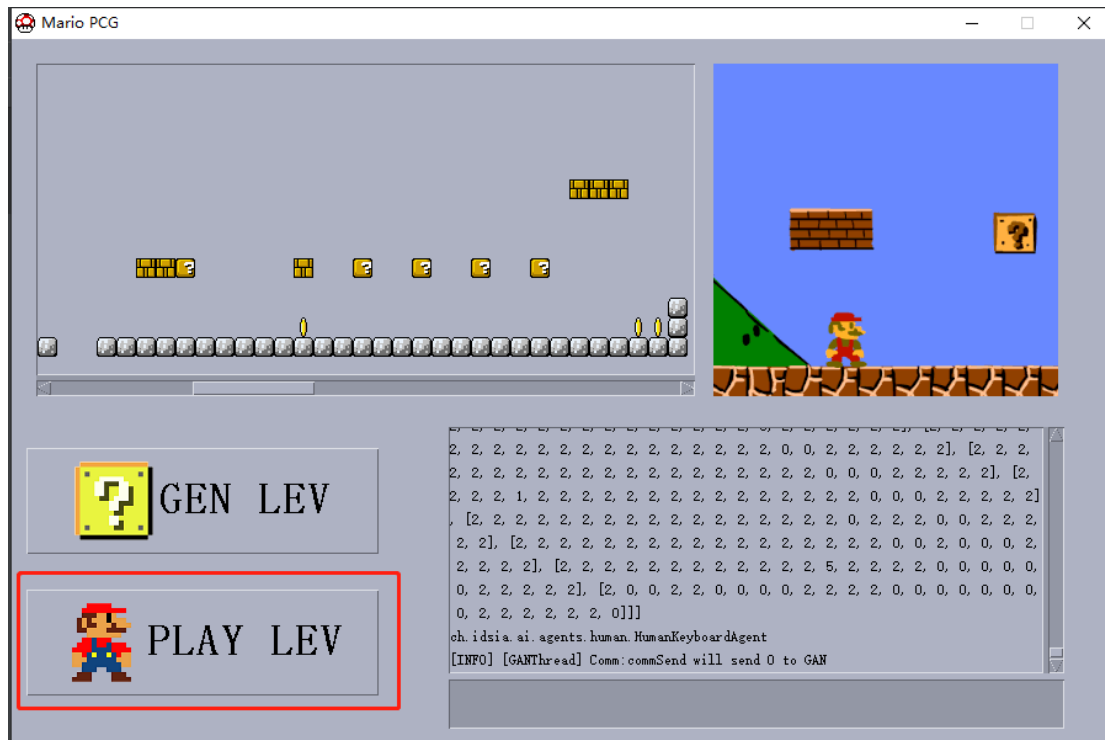 Mario PCG
GEN LEV
PLAY LEV
2, 2, 2, 2, 2, 2, 2, 2, 2, 2, 2, 2, 2, 2, 2, 0, 0, 2, 2, 2, 2, 2, 2], [2, 2, 2,
2, 2, 2, 2, 2, 2, 2, 2, 2, 2, 2, 2, 2, 2, 2, 2, 2, 0, 0, 0, 2, 2, 2, 2, 2], [2,
2, 2, 2, 1, 2, 2, 2, 2, 2, 2, 2, 2, 2, 2, 2, 2, 2, 2, 2, 0, 0, 0, 2, 2, 2, 2, 2]
, [2, 2, 2, 2, 2, 2, 2, 2, 2, 2, 2, 2, 2, 2, 2, 2, 2, 0, 2, 2, 2, 0, 0, 2, 2, 2,
2, 2], [2, 2, 2, 2, 2, 2, 2, 2, 2, 2, 2, 2, 2, 2, 2, 2, 2, 0, 0, 2, 0, 0, 0, 2,
2, 2, 2, 2], [2, 2, 2, 2, 2, 2, 2, 2, 2, 2, 2, 2, 5, 2, 2, 2, 2, 0, 0, 0, 0, 0,
0, 2, 2, 2, 2, 2], [2, 0, 0, 2, 2, 0, 0, 0, 0, 2, 2, 2, 2, 0, 0, 0, 0, 0, 0, 0,
0, 2, 2, 2, 2, 2, 2, 0]]]
ch.idsia.ai.agents.human.HumanKeyboardAgent
[INFO] [GANThread] Comm:commSend will send 0 to GAN